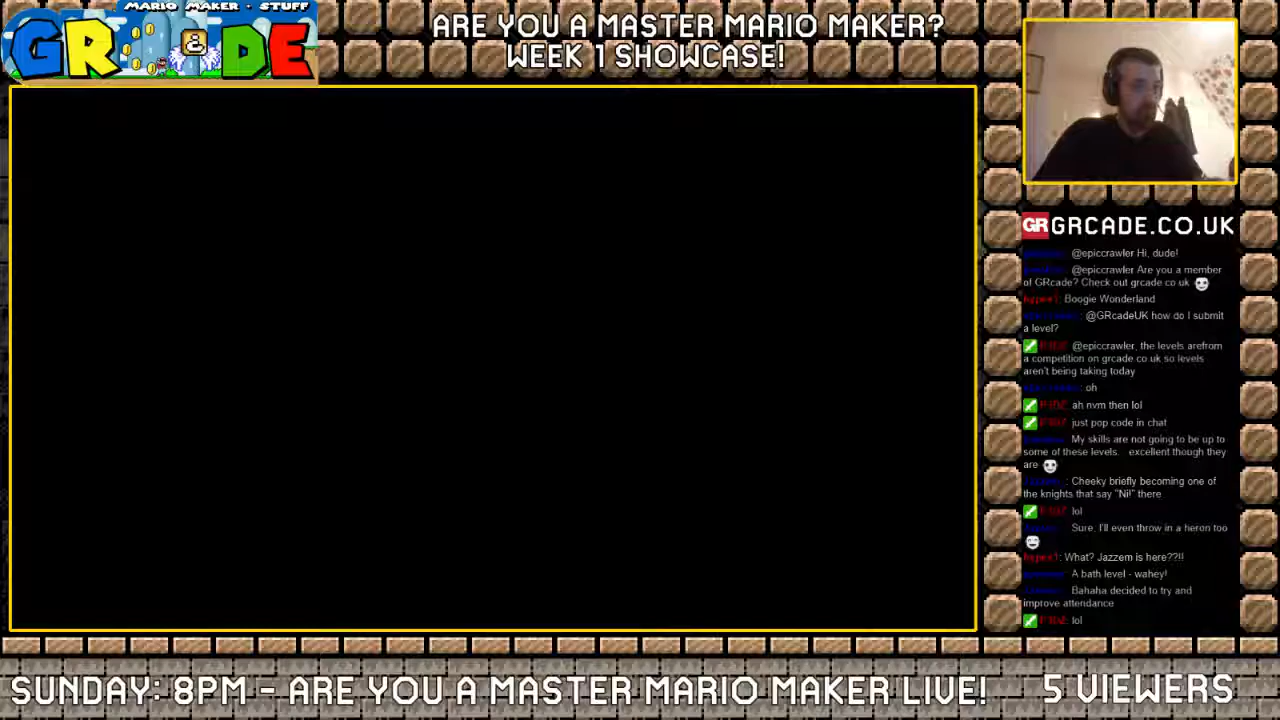 MARIO MAKER - STUFF
GRCADE
ARE YOU A MASTER MARIO MAKER?
WEEK 1 SHOWCASE!
GR GRCADE.CO.UK
@epiccrawler Hi, dude!
@epiccrawler Are you a member
of GRcade? Check out grcade co uk
hypes1: Boogie Wonderland
: @GRcadeUK how do I submit
a level?
@epiccrawler, the levels arefrom
a competition on grcade co uk so levels
aren't being taking today
: oh
ah nvm then lol
just pop code in chat
My skills are not going to be up to
some of these levels. excellent though they
are
: Cheeky briefly becoming one of
the knights that say "Ni!" there
lol
Sure, I'll even throw in a heron too
: What? Jazzem is here??!!
A bath level - wahey!
Bahaha decided to try and
improve attendance
lol
SUNDAY: 8PM - ARE YOU A MASTER MARIO MAKER LIVE!
5 VIEWERS